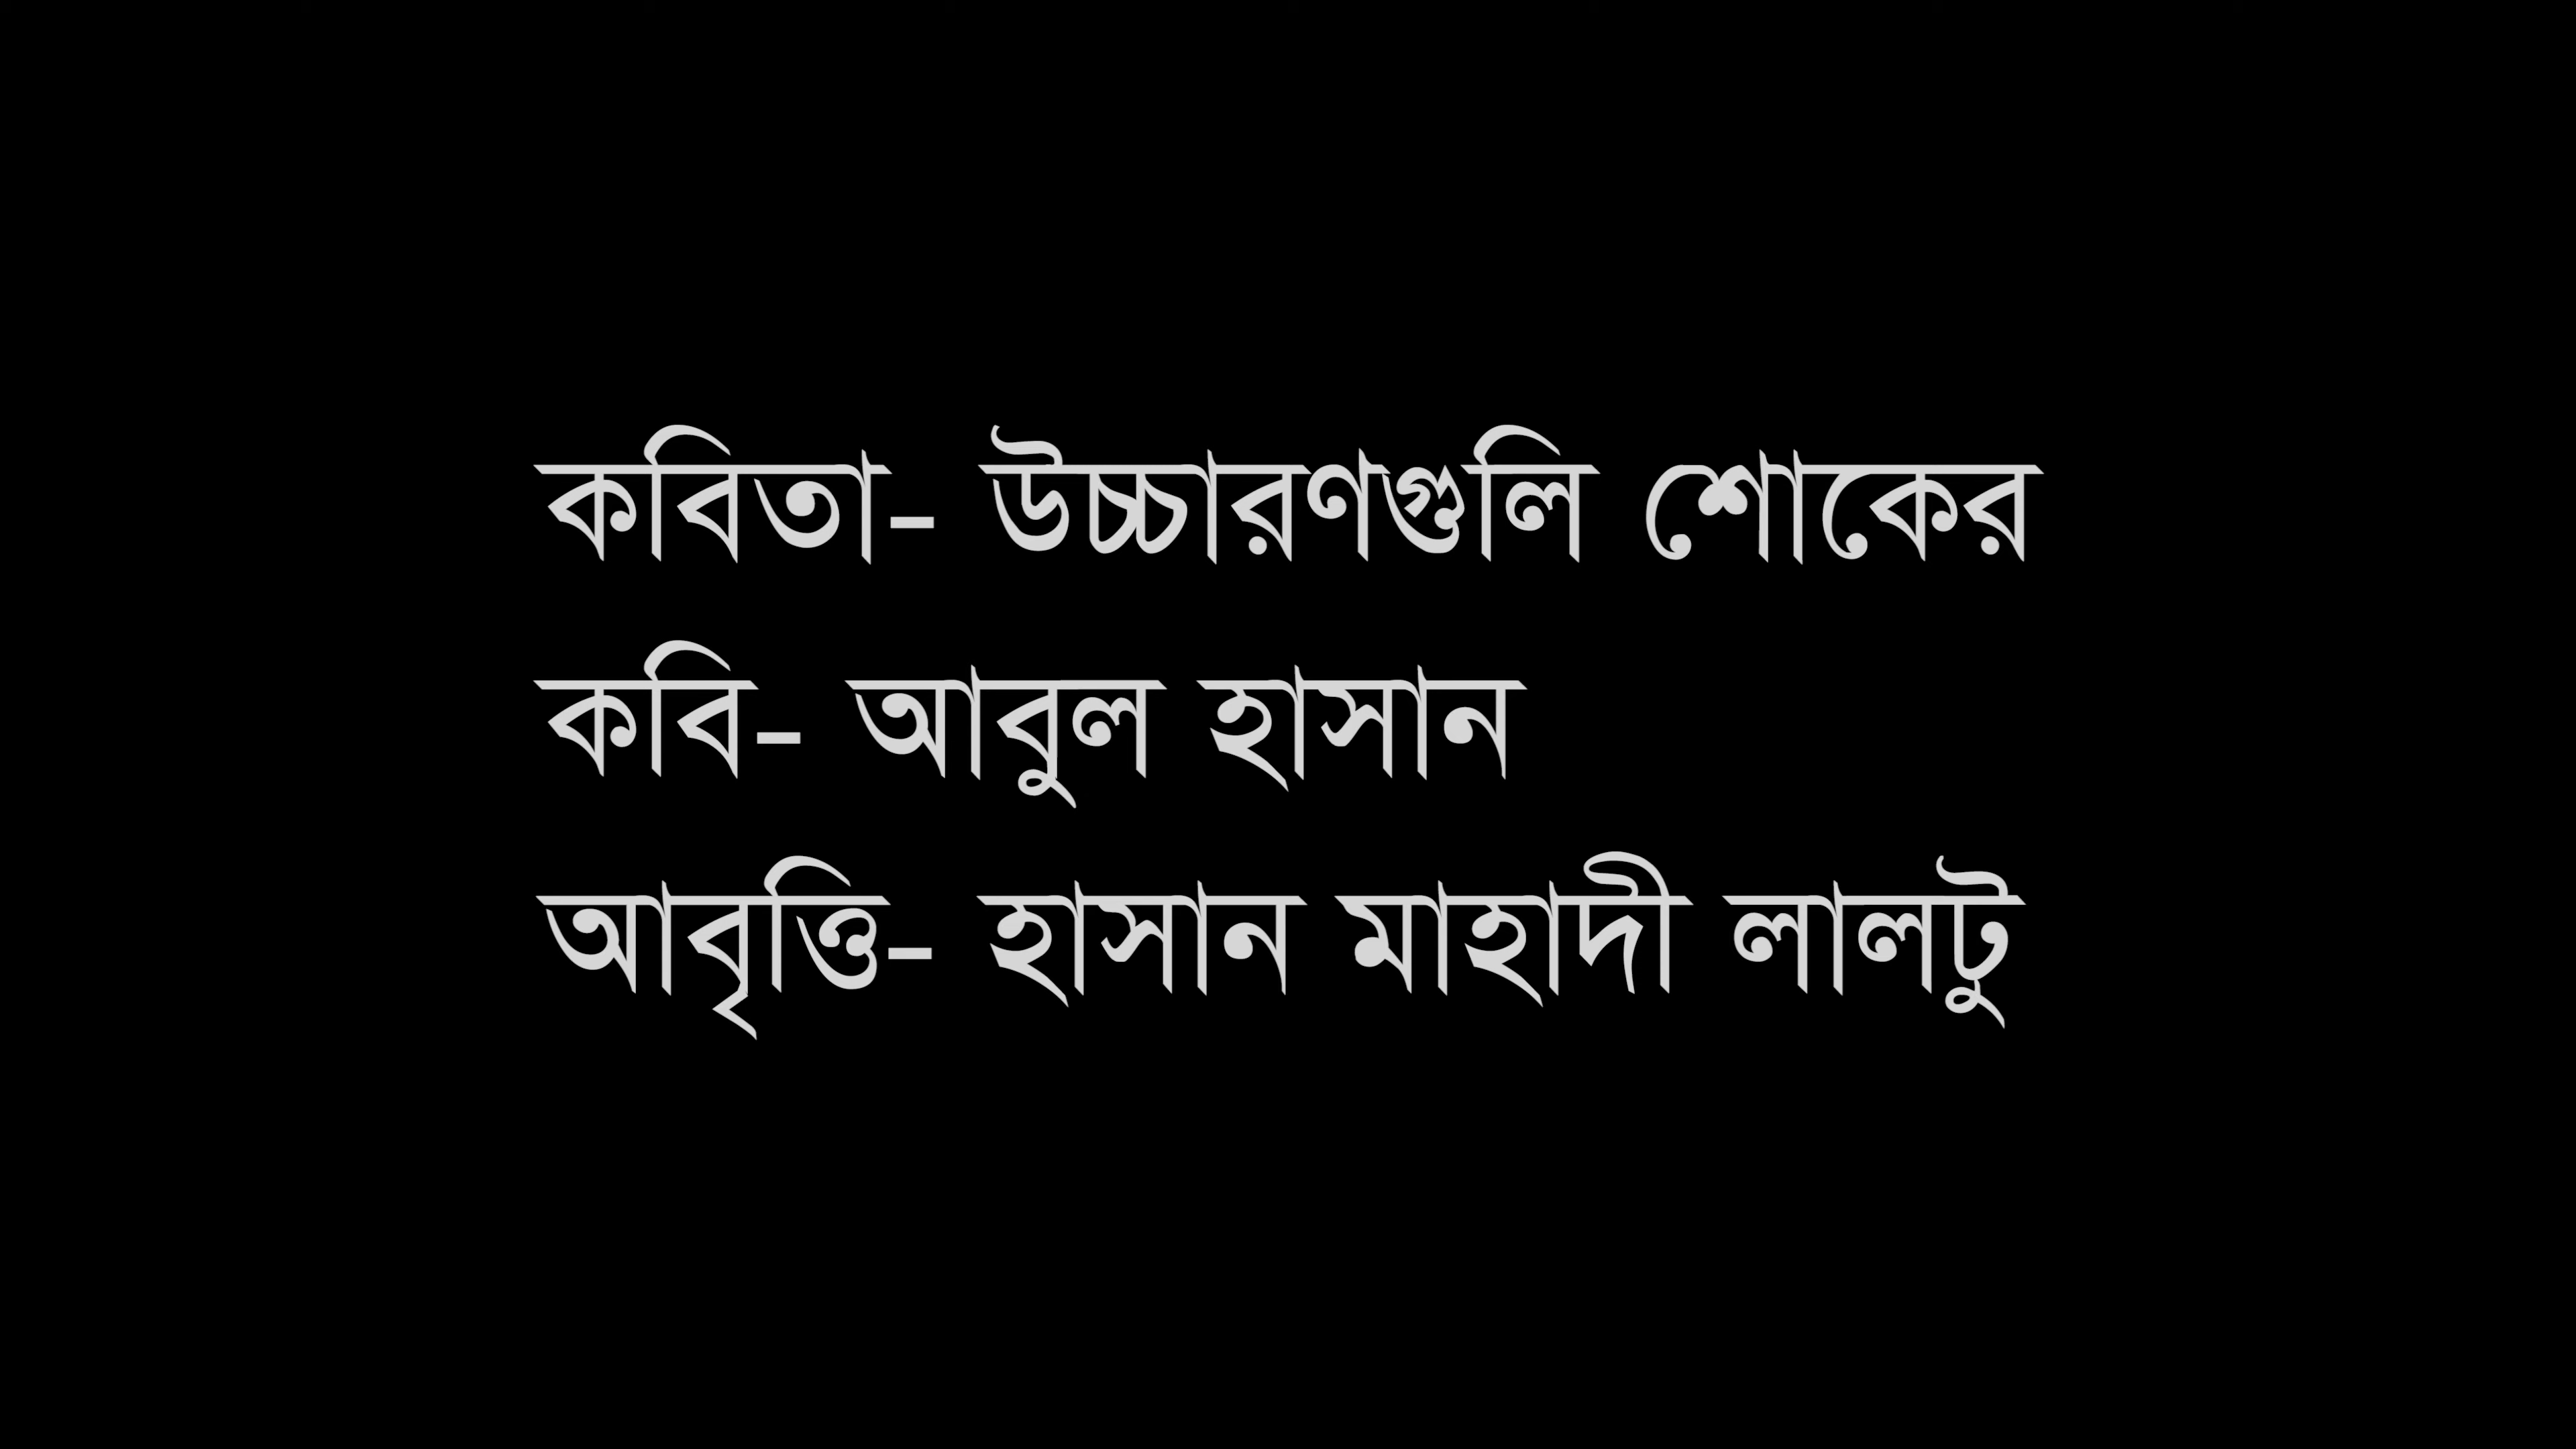 কবিতা- উচ্চারণগুলি শোকের
কবি- আবুল হাসান
আবৃত্তি- হাসান মাহাদী লালটু